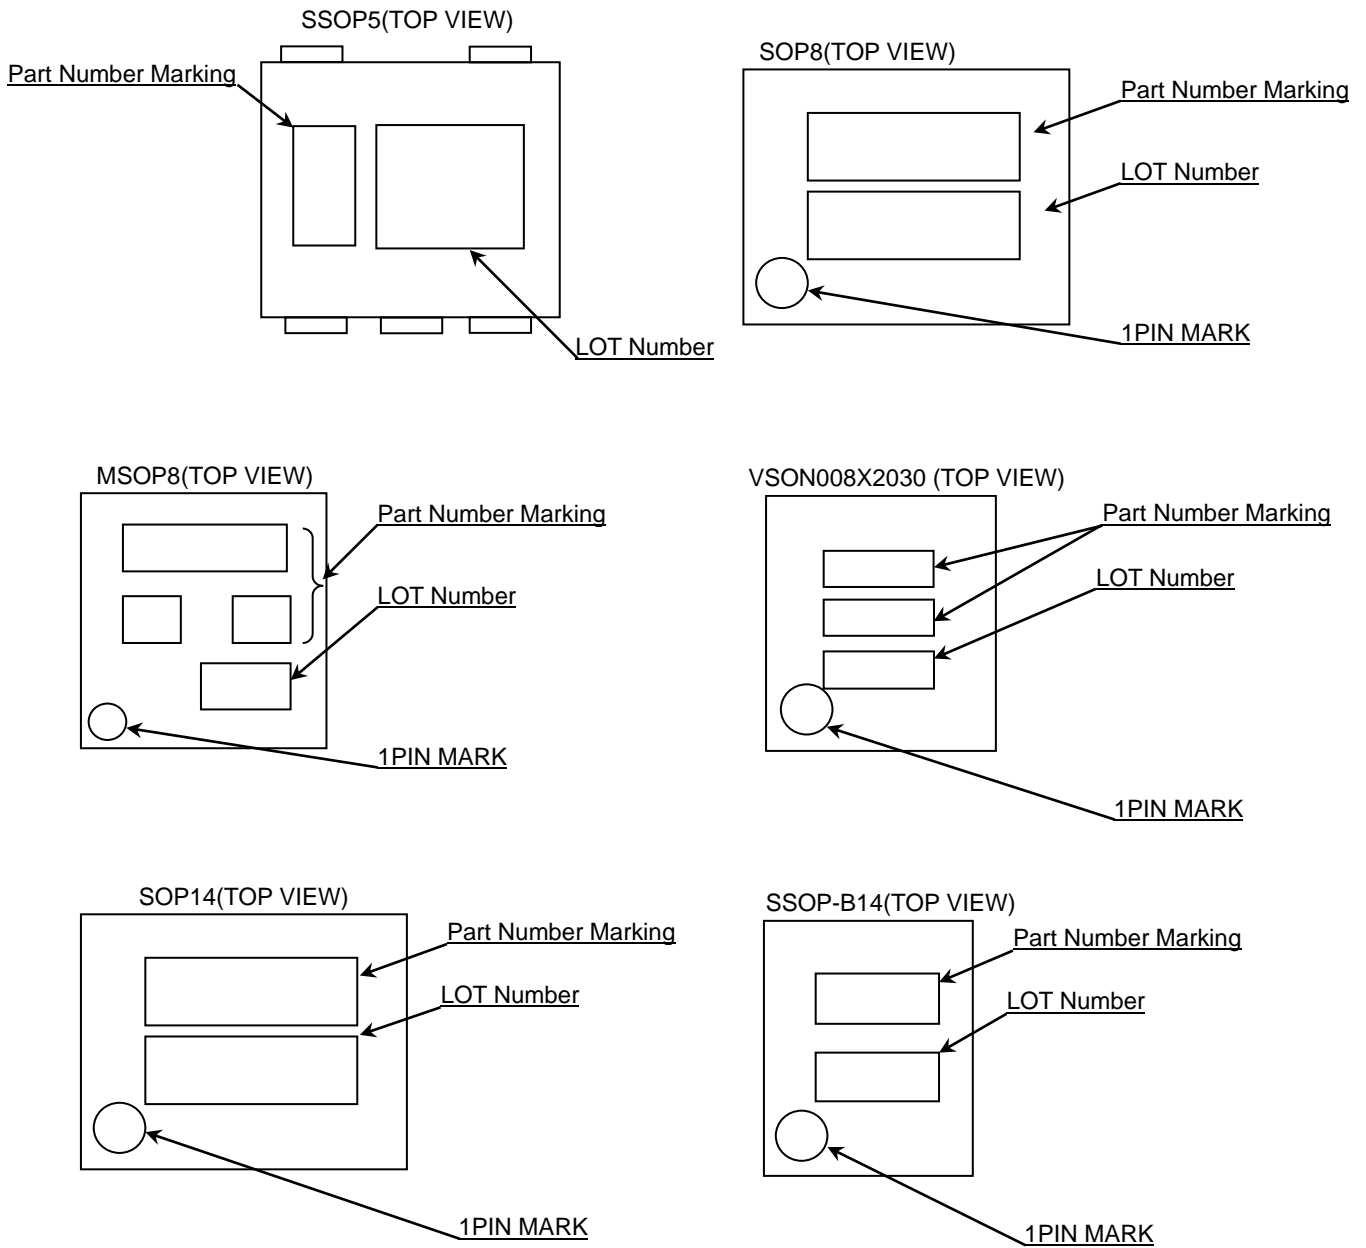 SSOP5(TOP VIEW)
Part Number Marking
LOT Number
SOP8(TOP VIEW)
Part Number Marking
LOT Number
1PIN MARK
MSOP8(TOP VIEW)
Part Number Marking
LOT Number
1PIN MARK
VSON008X2030 (TOP VIEW)
Part Number Marking
LOT Number
1PIN MARK
SOP14(TOP VIEW)
Part Number Marking
LOT Number
1PIN MARK
SSOP-B14(TOP VIEW)
Part Number Marking
LOT Number
1PIN MARK